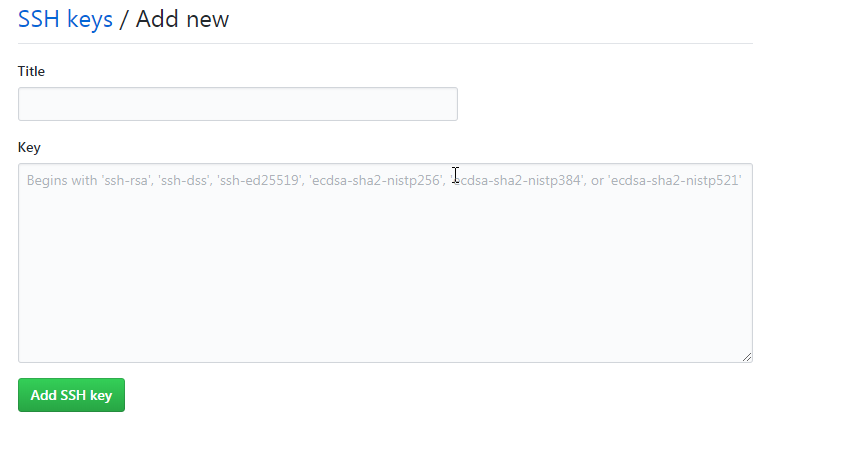 SSH keys / Add new
Title
Key
Begins with 'ssh-rsa', 'ssh-dss', 'ssh-ed25519', 'ecdsa-sha2-nistp256', 'ecdsa-sha2-nistp384', or 'ecdsa-sha2-nistp521'
Add SSH key